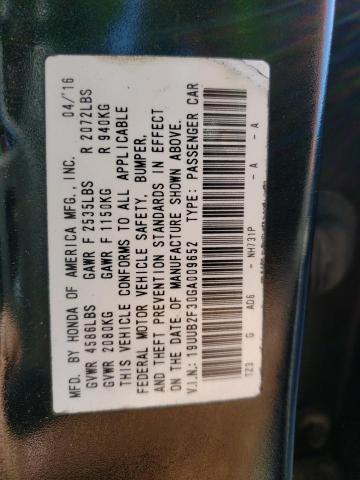 MFD. BY HONDA OF AMERICA MFG., INC. 04/'16
GVWR 4586LBS GAWR F 2535LBS R 2072LBS
GVWR 2080KG GAWR F 1150KG R 940KG
THIS VEHICLE CONFORMS TO ALL APPLICABLE
FEDERAL MOTOR VEHICLE SAFETY, BUMPER,
AND THEFT PREVENTION STANDARDS IN EFFECT
ON THE DATE OF MANUFACTURE SHOWN ABOVE.
V.I.N.: 19UUB2F30GA009652 TYPE: PASSENGER CAR
TZ3 G AD6 - NH731P - A - A